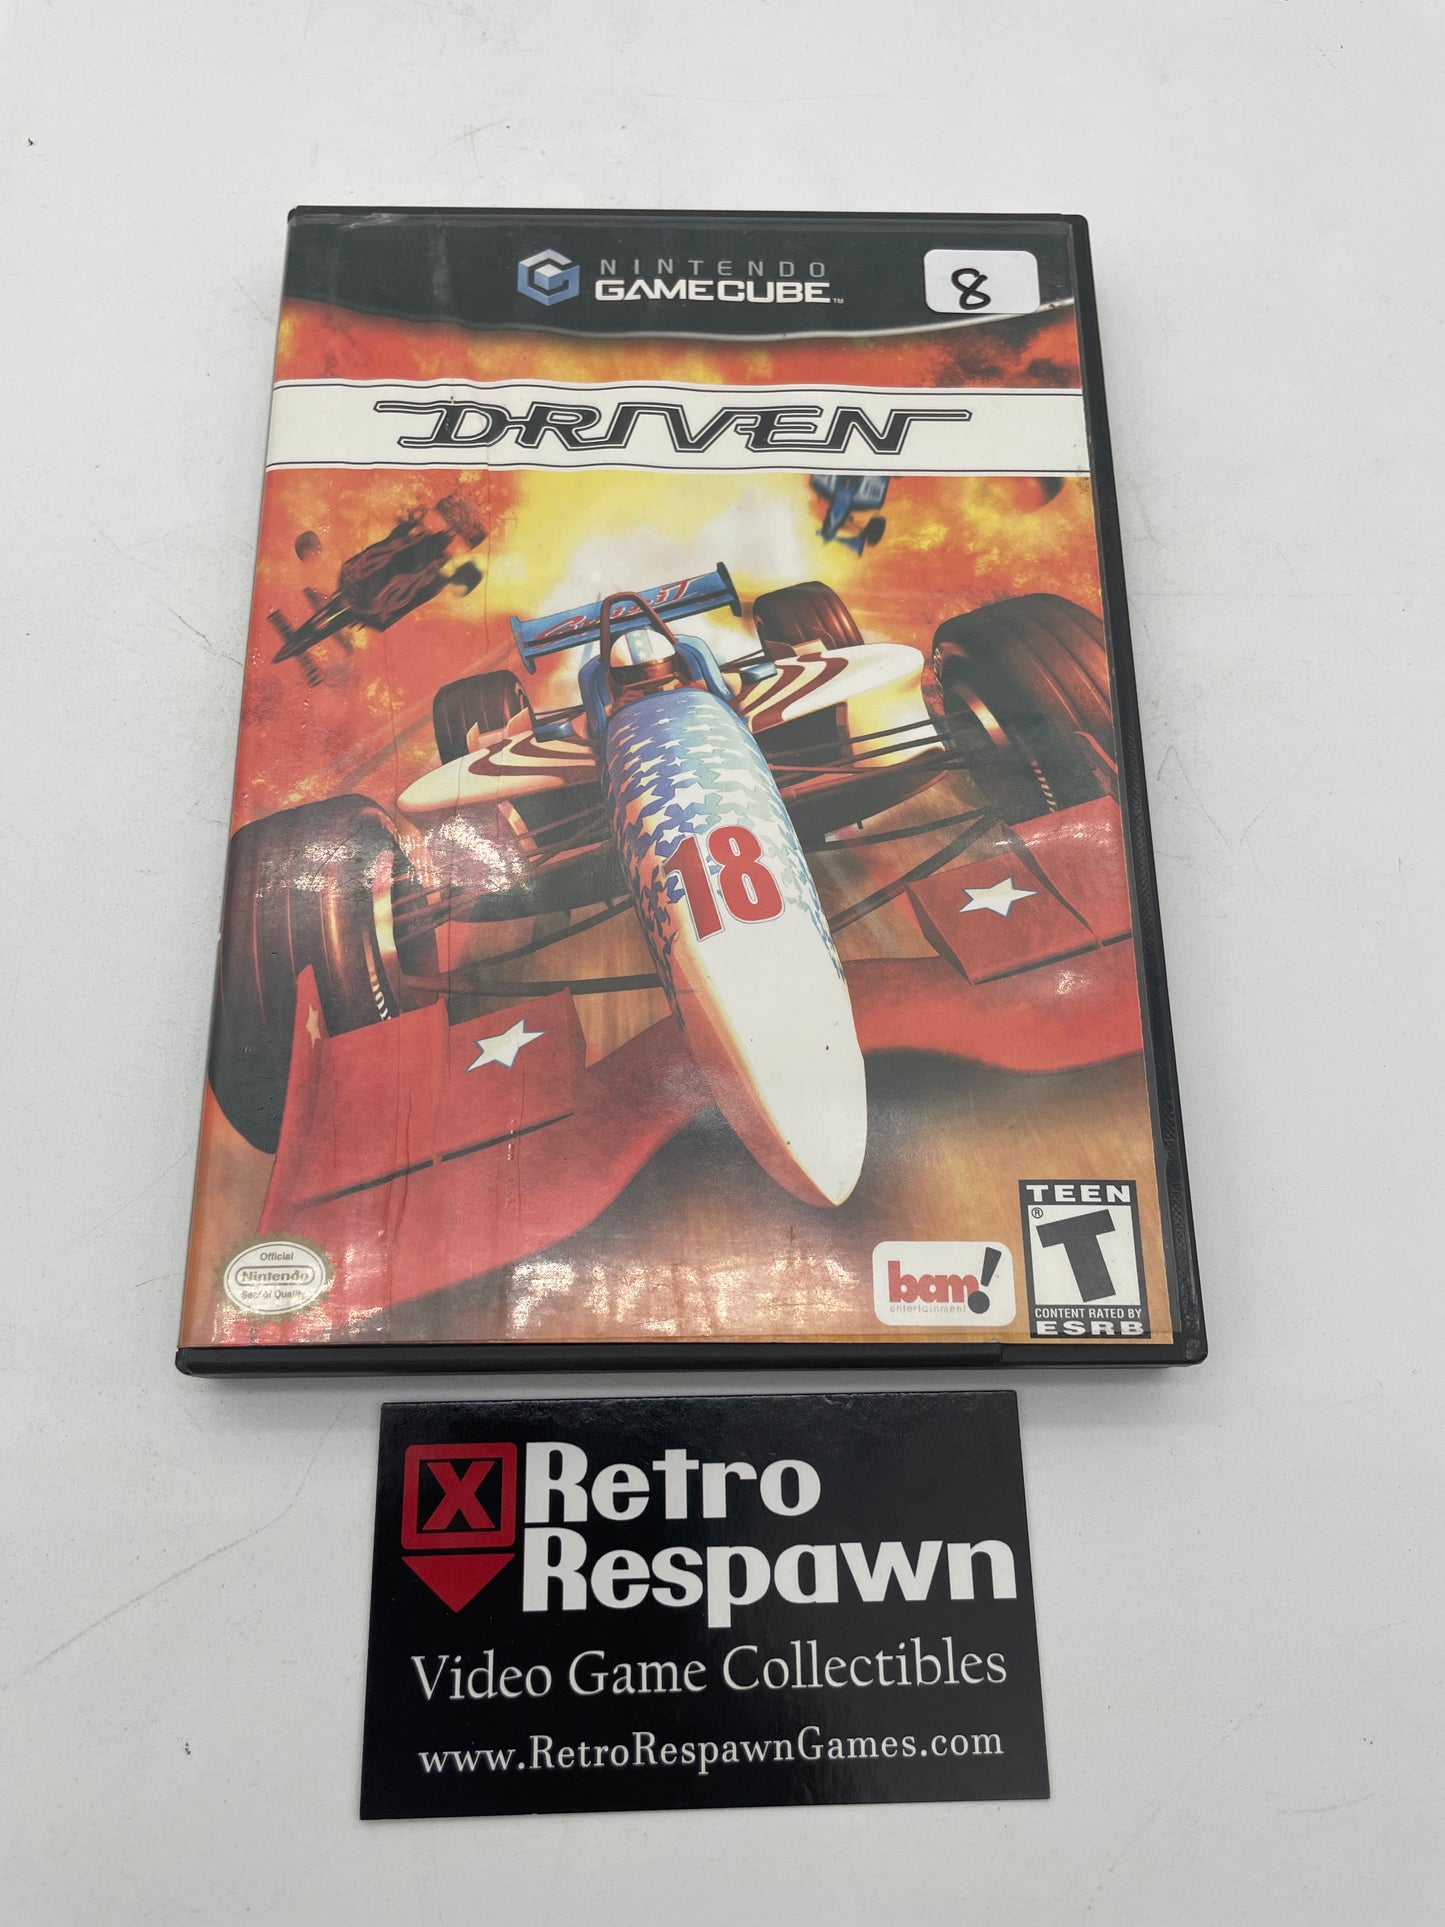 NINTENDO
GAMECUBE™
8
DRIVEN
18
Official
Nintendo
Seal of Quality
bam!
entertainment
TEEN
T®
CONTENT RATED BY
ESRB
X Retro
Respawn
Video Game Collectibles
www.RetroRespawnGames.com